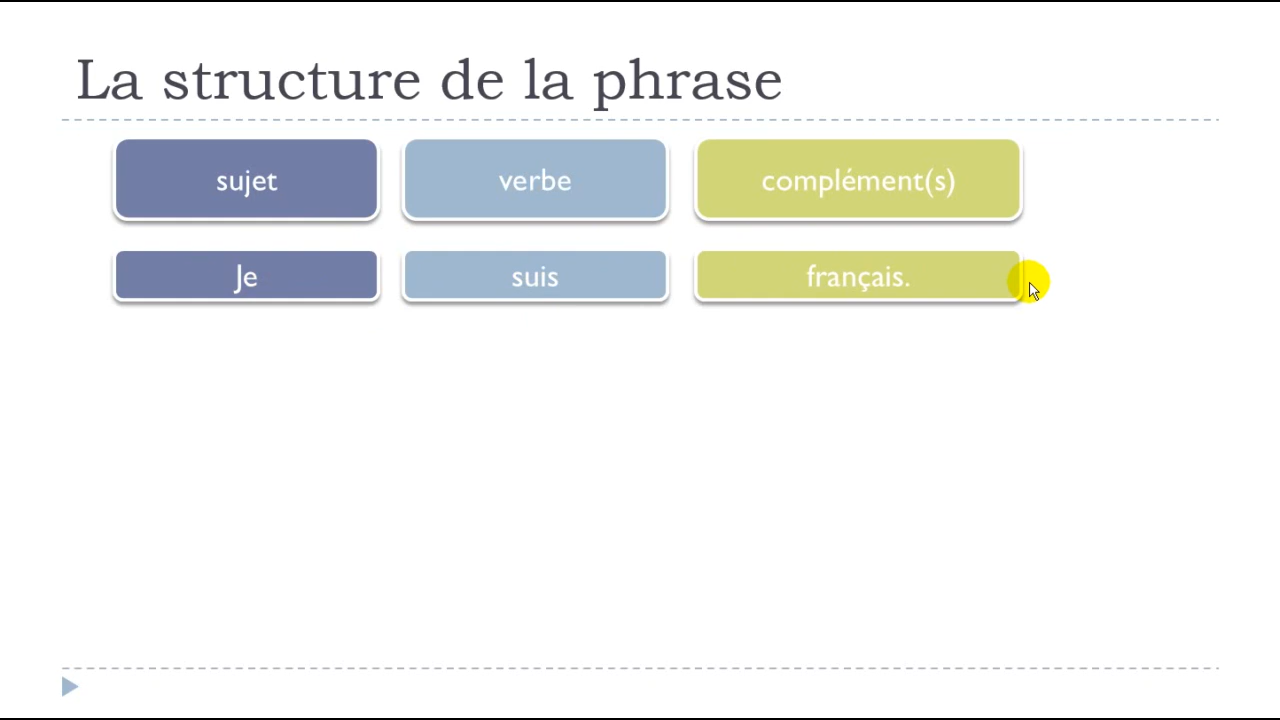 La structure de la phrase
sujet verbe complément(s)
Je suis français.